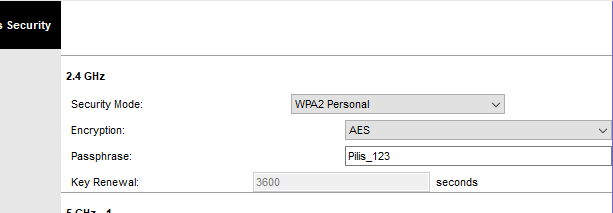 s Security
2.4 GHz
Security Mode: WPA2 Personal
Encryption: AES
Passphrase: Pilis_123
Key Renewal: 3600 seconds
5 GHz - 1